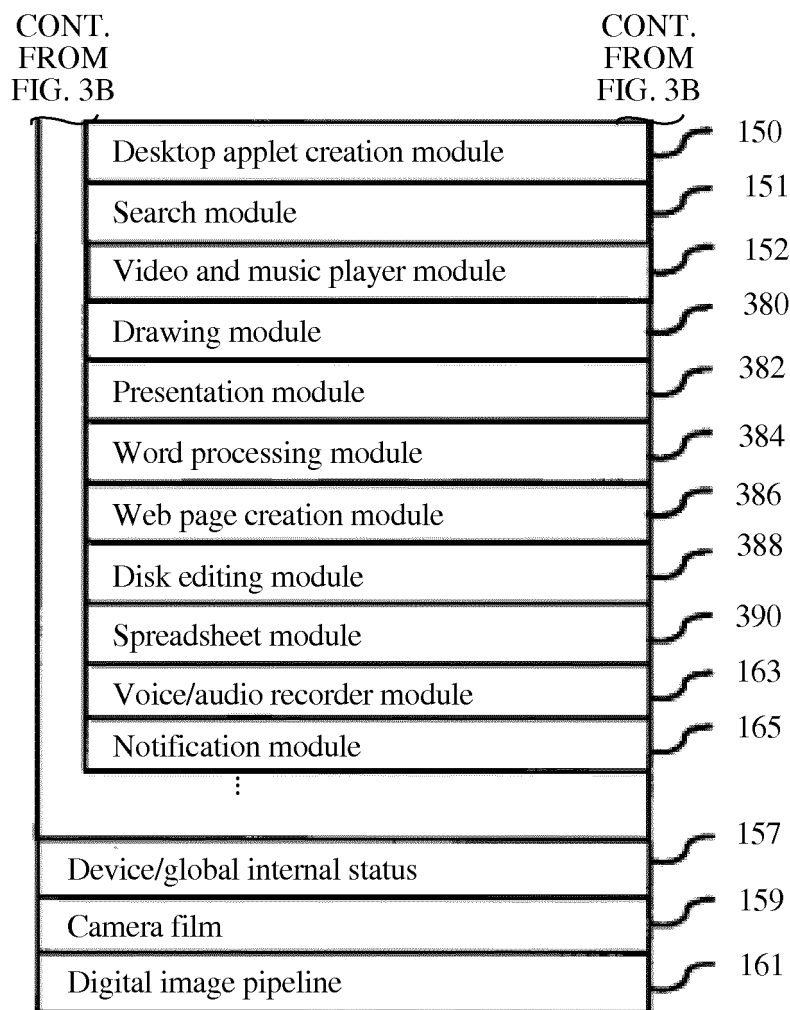 CONT. CONT.
FROM FROM
FIG. 3B FIG. 3B
Desktop applet creation module 150
Search module 151
Video and music player module 152
Drawing module 380
Presentation module 382
Word processing module 384
Web page creation module 386
Disk editing module 388
Spreadsheet module 390
Voice/audio recorder module 163
Notification module 165
⋮
Device/global internal status 157
Camera film 159
Digital image pipeline 161